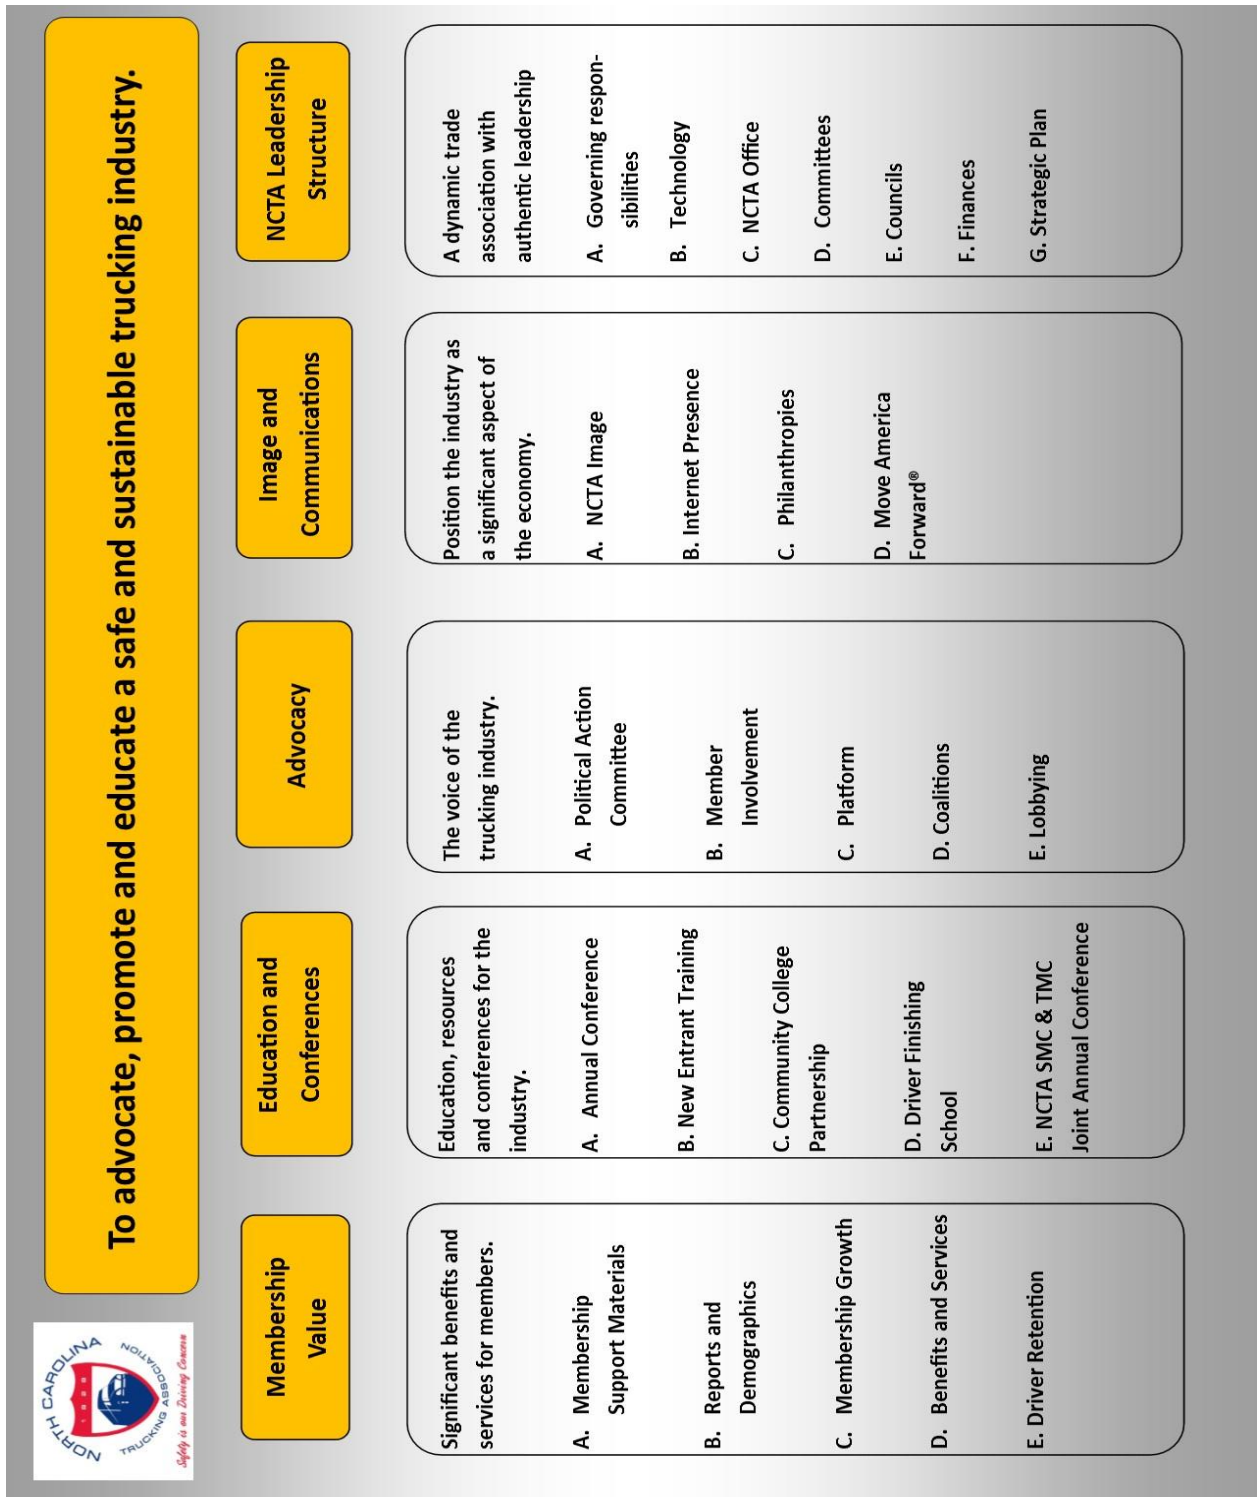 NORTH CAROLINA
1929
TRUCKING ASSOCIATION
Safety is our Driving Concern
To advocate, promote and educate a safe and sustainable trucking industry.
Membership
Value
Significant benefits and
services for members.
A. Membership
Support Materials
B. Reports and
Demographics
C. Membership Growth
D. Benefits and Services
E. Driver Retention
Education and
Conferences
Education, resources
and conferences for the
industry.
A. Annual Conference
B. New Entrant Training
C. Community College
Partnership
D. Driver Finishing
School
E. NCTA SMC & TMC
Joint Annual Conference
Advocacy
The voice of the
trucking industry.
A. Political Action
Committee
B. Member
Involvement
C. Platform
D. Coalitions
E. Lobbying
Image and
Communications
Position the industry as
a significant aspect of
the economy.
A. NCTA Image
B. Internet Presence
C. Philanthropies
D. Move America
Forward®
NCTA Leadership
Structure
A dynamic trade
association with
authentic leadership
A. Governing respon-
sibilities
B. Technology
C. NCTA Office
D. Committees
E. Councils
F. Finances
G. Strategic Plan